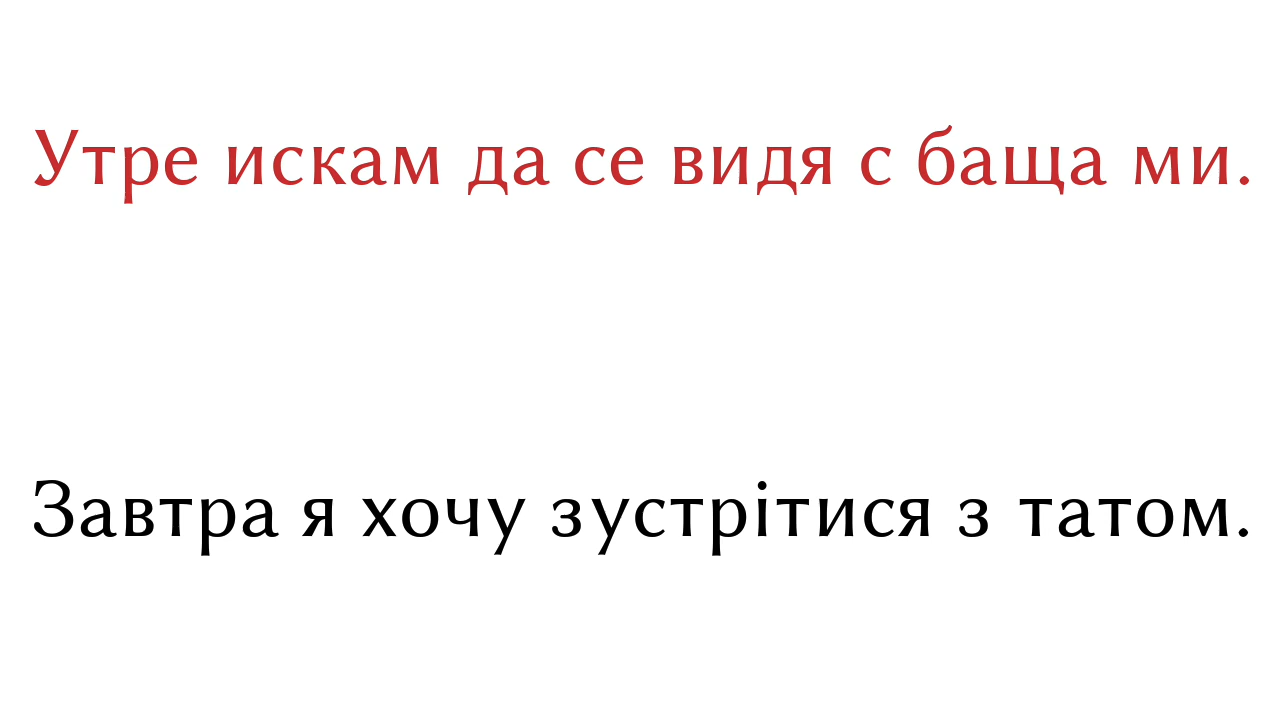 Утре искам да се видя с баща ми.
Завтра я хочу зустрітися з татом.